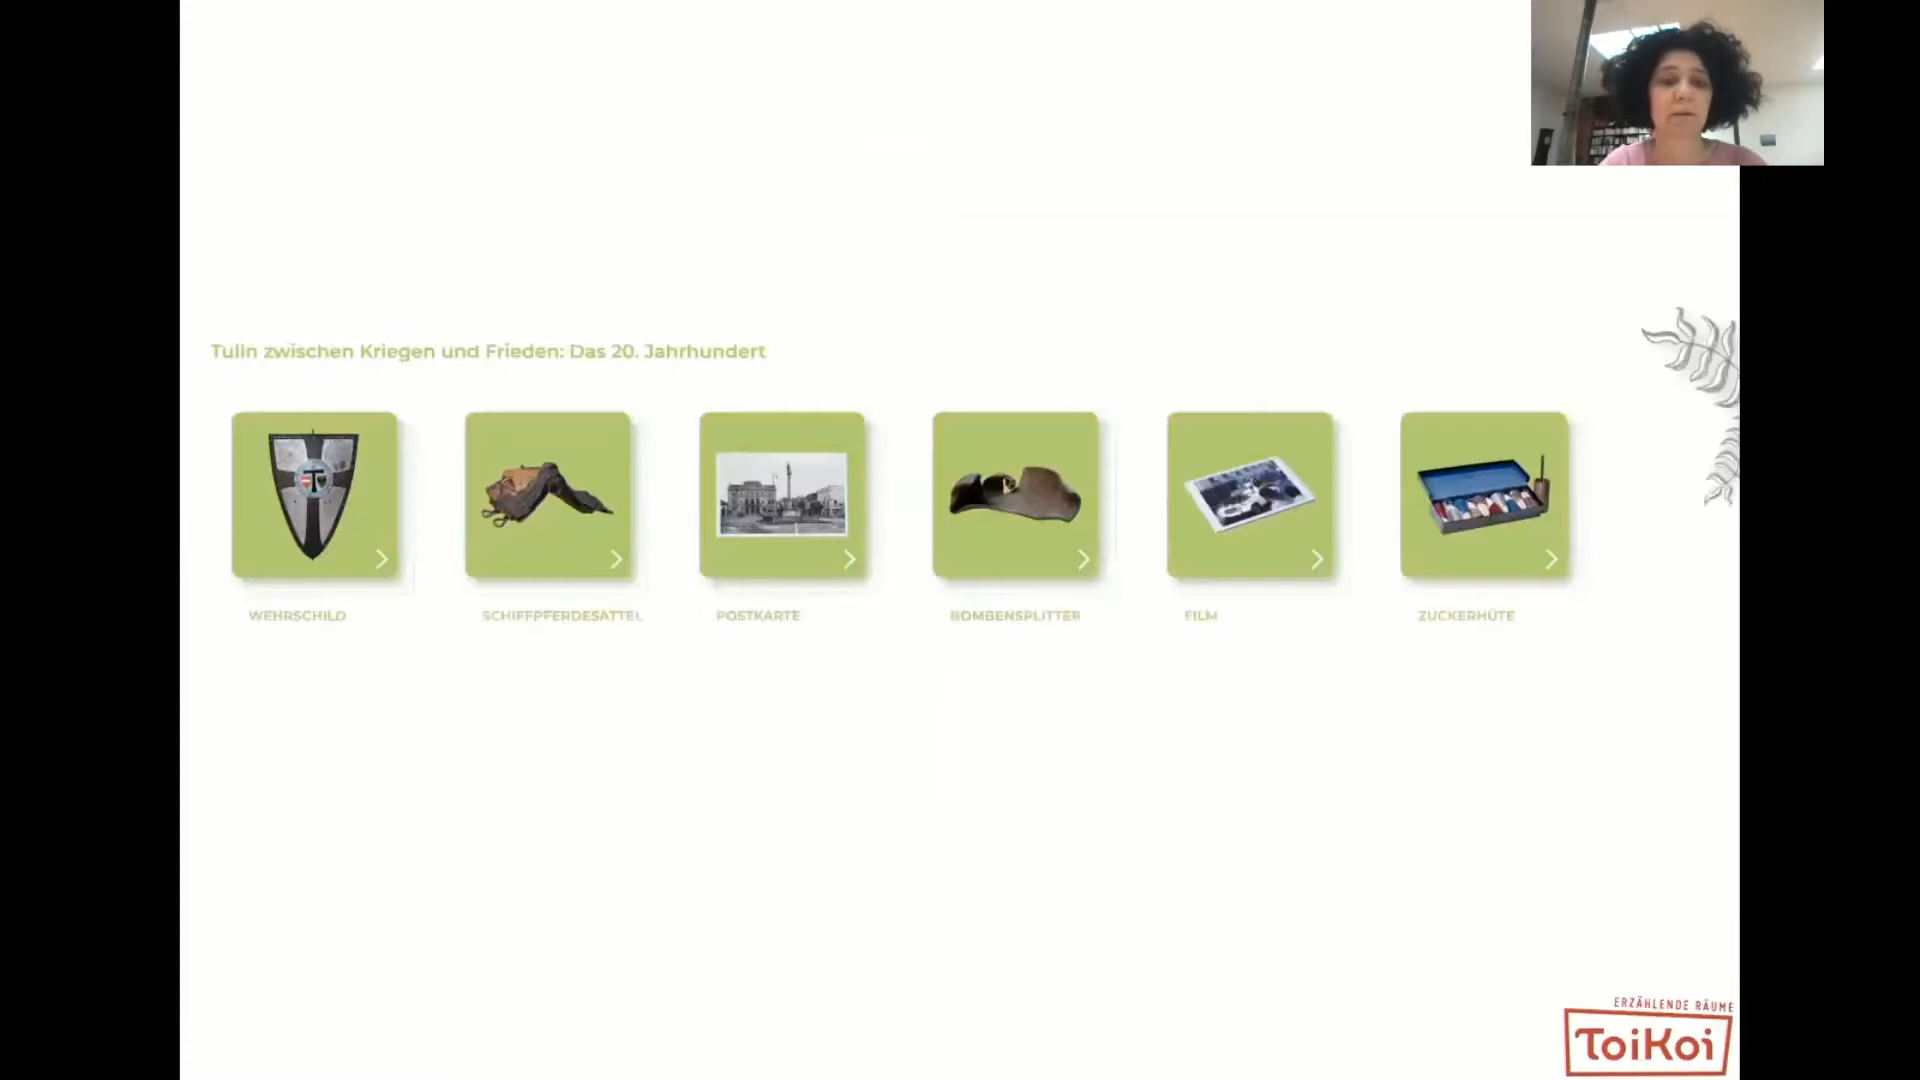 Tulln zwischen Kriegen und Frieden: Das 20. Jahrhundert
T
WEHRSCHILD
SCHIFFPFERDESATTEL
POSTKARTE
BOMBENSPLITTER
FILM
ZUCKERHÜTE
ERZÄHLENDE RÄUME
ToiKoi